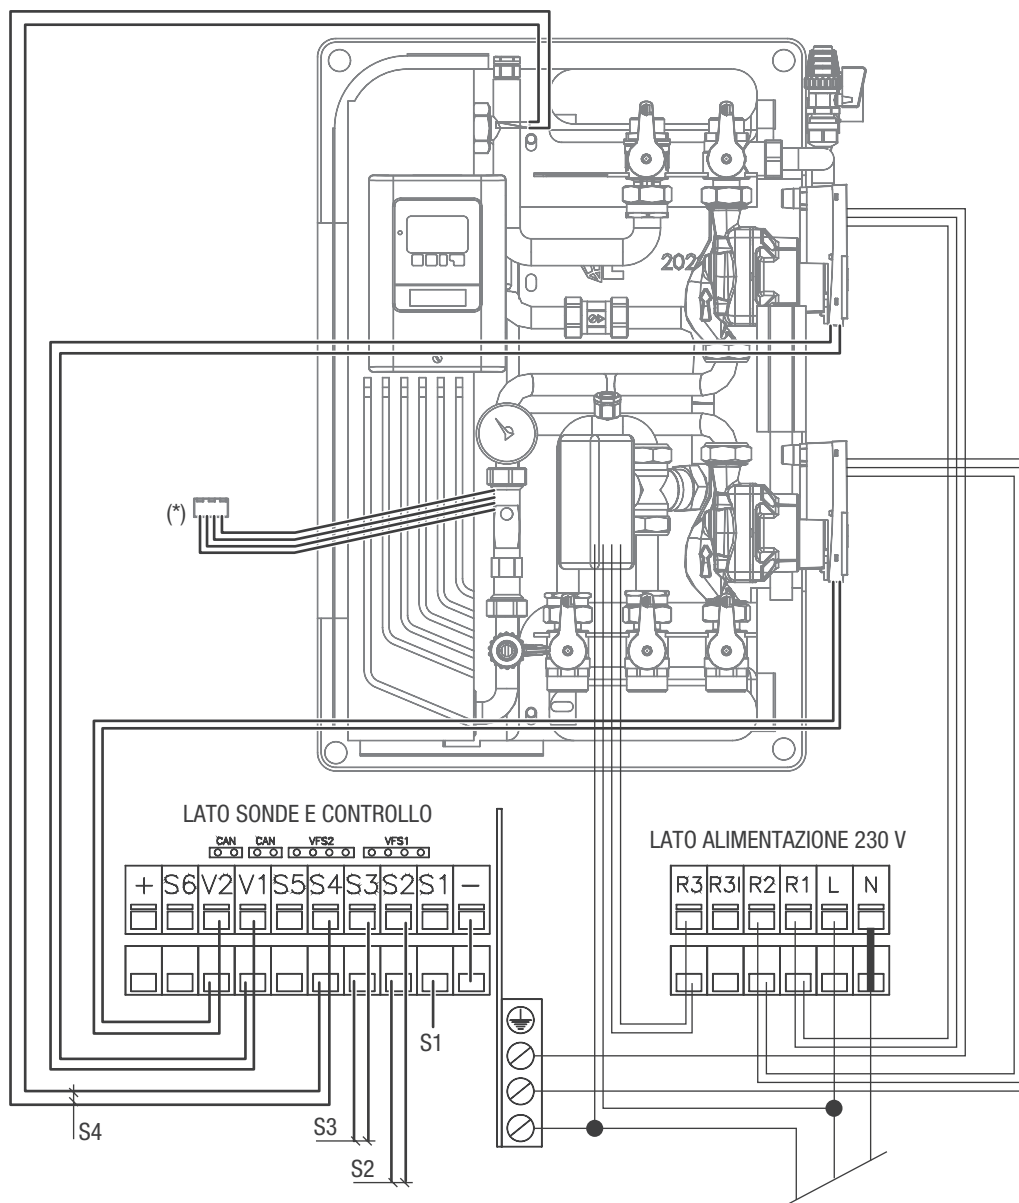 202
(*)
LATO SONDE E CONTROLLO
CAN CAN VFS2 VFS1
+ S6 V2 V1 S5 S4 S3 S2 S1 −
S1
S4
S3
S2
LATO ALIMENTAZIONE 230 V
R3 R3I R2 R1 L N